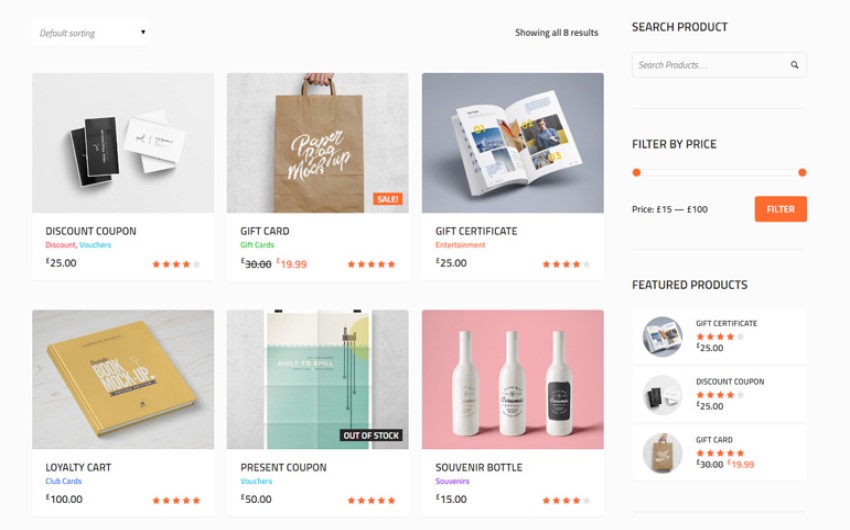 Default sorting
Showing all 8 results
SEARCH PRODUCT
Search Products...
FILTER BY PRICE
Price: £15 — £100
FILTER
Paper
Bag
Mockup
SALE!
DISCOUNT COUPON
Discount, Vouchers
£25.00
GIFT CARD
Gift Cards
£30.00 £19.99
GIFT CERTIFICATE
Entertainment
£25.00
FEATURED PRODUCTS
GIFT CERTIFICATE
£25.00
DISCOUNT COUPON
£25.00
GIFT CARD
£30.00 £19.99
BOOK
MOCK-UP
BUILT TO SPILL
OUT OF STOCK
LOYALTY CART
Club Cards
£100.00
PRESENT COUPON
Vouchers
£50.00
SOUVENIR BOTTLE
Souvenirs
£15.00